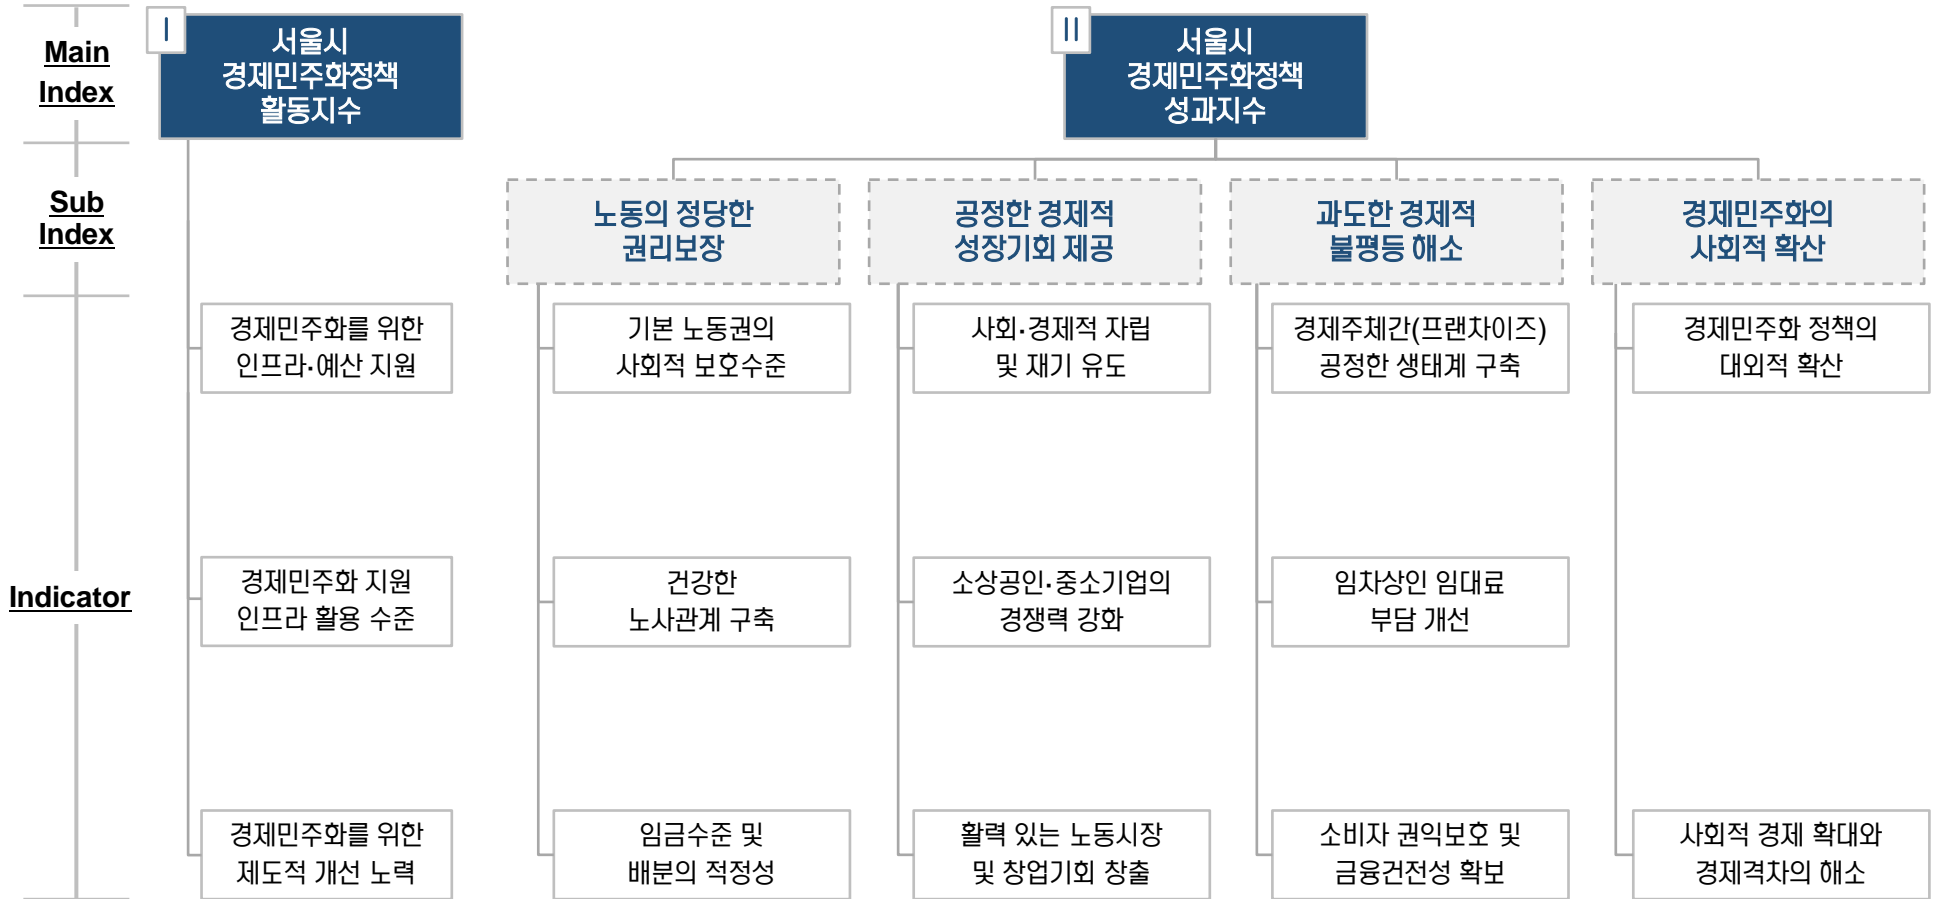 Main
Index
I
서울시
경제민주화정책
활동지수
II
서울시
경제민주화정책
성과지수
Sub
Index
노동의 정당한
권리보장
공정한 경제적
성장기회 제공
과도한 경제적
불평등 해소
경제민주화의
사회적 확산
Indicator
경제민주화를 위한
인프라·예산 지원
기본 노동권의
사회적 보호수준
사회·경제적 자립
및 재기 유도
경제주체간(프랜차이즈)
공정한 생태계 구축
경제민주화 정책의
대외적 확산
경제민주화 지원
인프라 활용 수준
건강한
노사관계 구축
소상공인·중소기업의
경쟁력 강화
임차상인 임대료
부담 개선
경제민주화를 위한
제도적 개선 노력
임금수준 및
배분의 적정성
활력 있는 노동시장
및 창업기회 창출
소비자 권익보호 및
금융건전성 확보
사회적 경제 확대와
경제격차의 해소